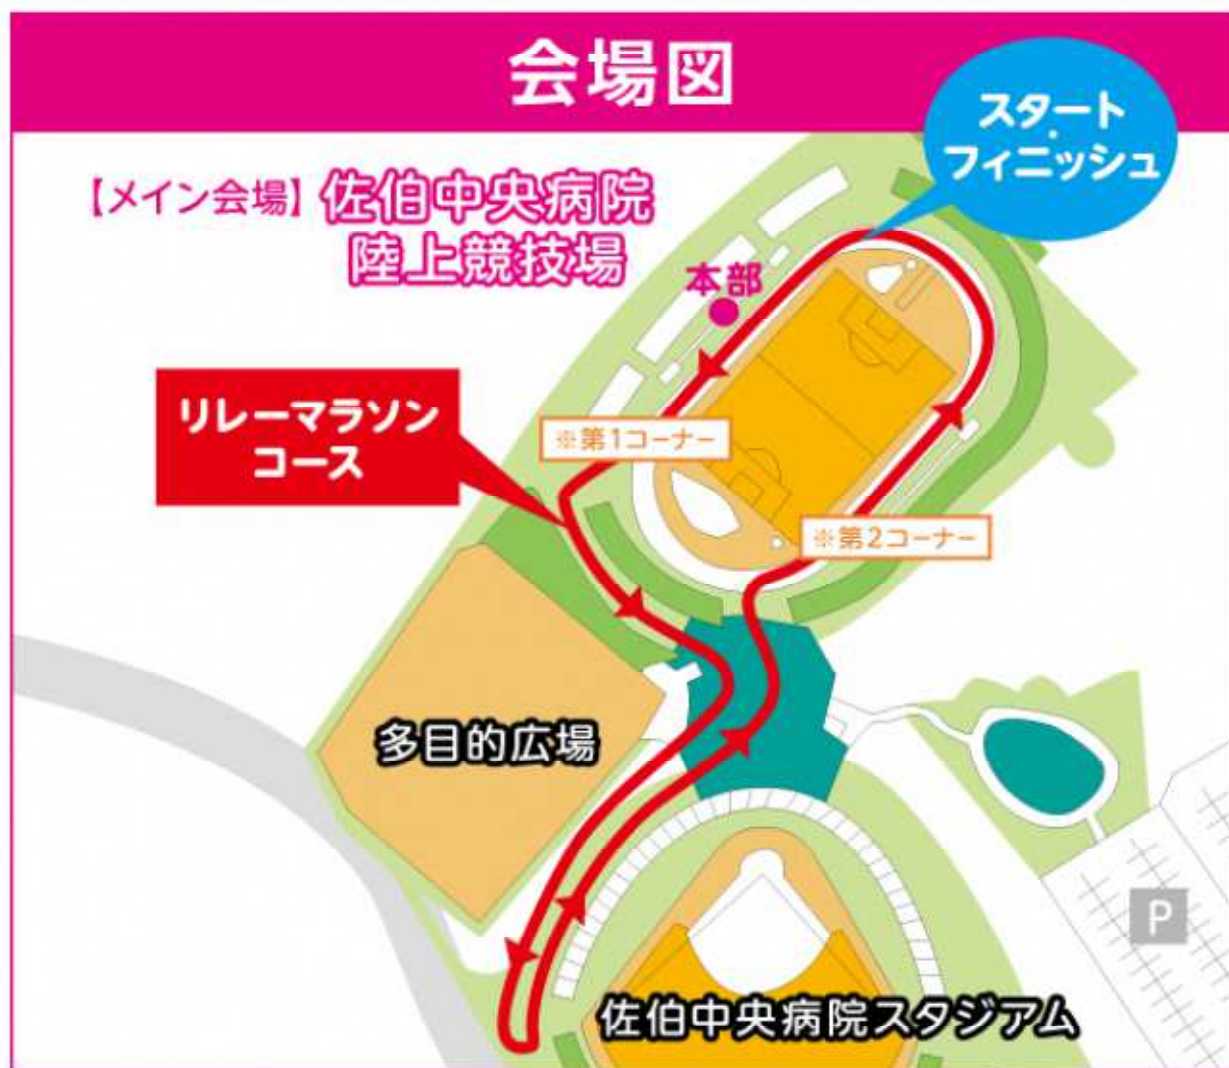 会場図
スタート
・
フィニッシュ
【メイン会場】佐伯中央病院
陸上競技場
本部
リレーマラソン
コース
※第1コーナー
※第2コーナー
多目的広場
P
佐伯中央病院スタジアム